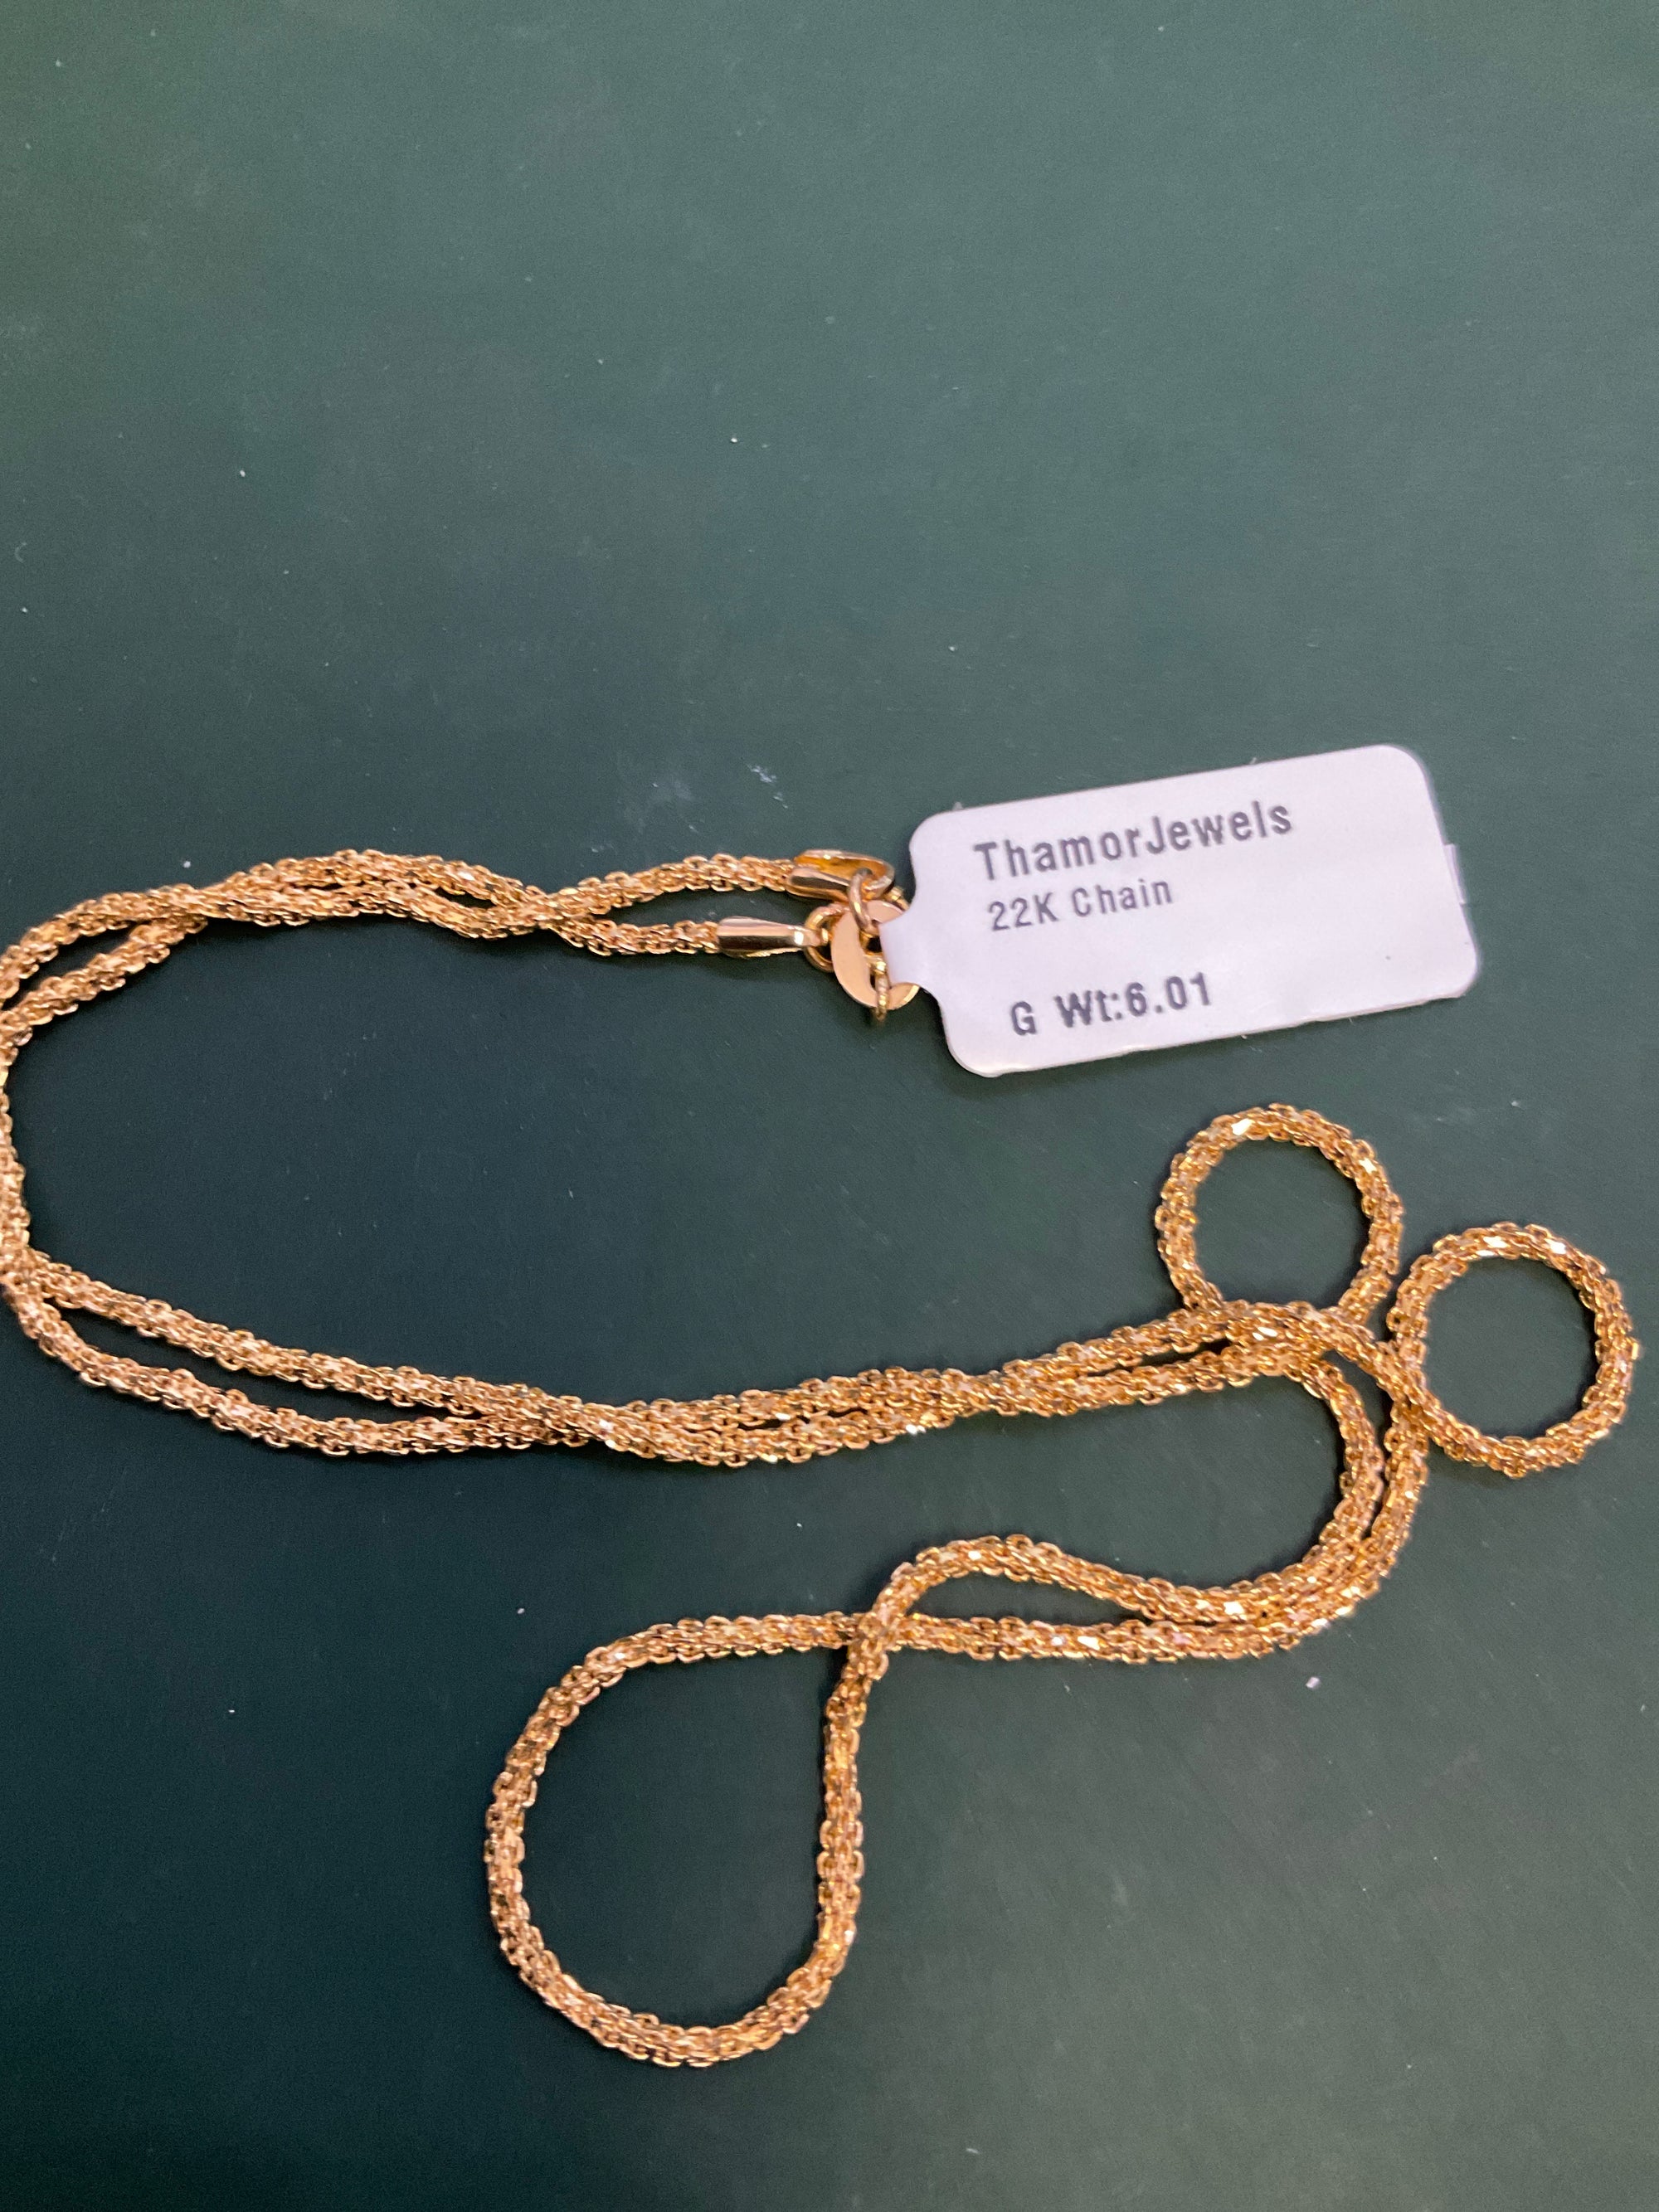 ThamorJewels
22K Chain
G Wt:6.01